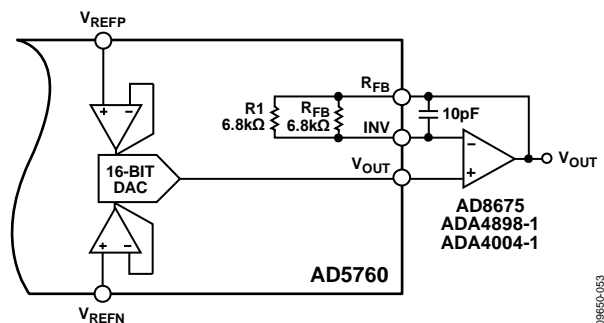 VREFP
RFB
R1
6.8kΩ
RFB
6.8kΩ
10pF
INV
VOUT
16-BIT
DAC
VOUT
AD8675
ADA4898-1
ADA4004-1
AD5760
VREFN
09650-053
+ −
+ −
−
+